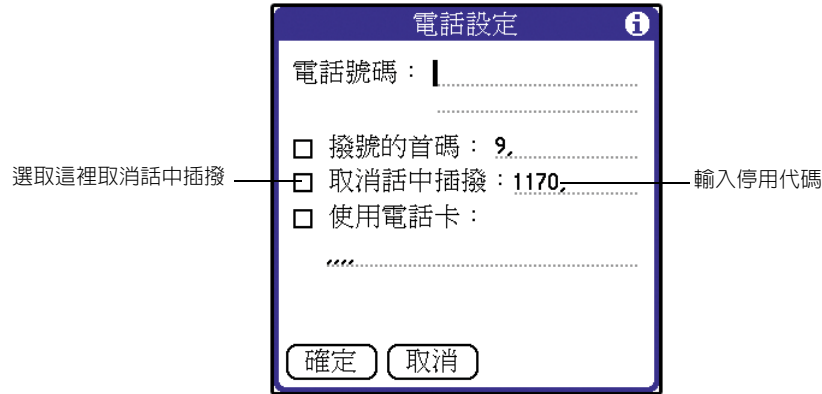 電話設定
電話號碼：
撥號的首碼： 9,
選取這裡取消話中插撥
取消話中插撥：1170,
輸入停用代碼
使用電話卡：
,,,,
確定 取消